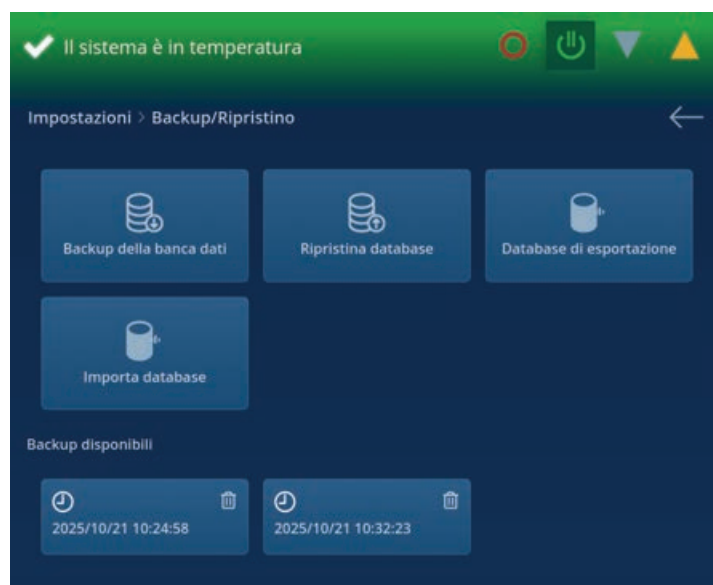 Il sistema è in temperatura
Impostazioni > Backup/Ripristino
Backup della banca dati
Ripristina database
Database di esportazione
Importa database
Backup disponibili
2025/10/21 10:24:58
2025/10/21 10:32:23